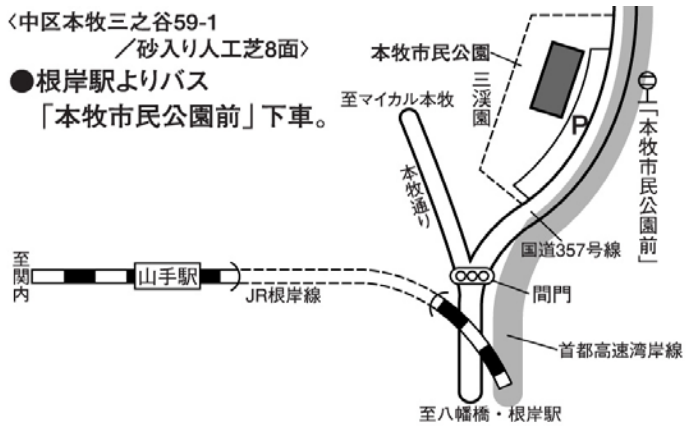 〈中区本牧三之谷59-1
／砂入り人工芝8面〉
●根岸駅よりバス
「本牧市民公園前」下車。
本牧市民公園
三溪園
至マイカル本牧
P
「本牧市民公園前」
本牧通り
国道357号線
至関内
山手駅
JR根岸線
間門
首都高速湾岸線
至八幡橋・根岸駅